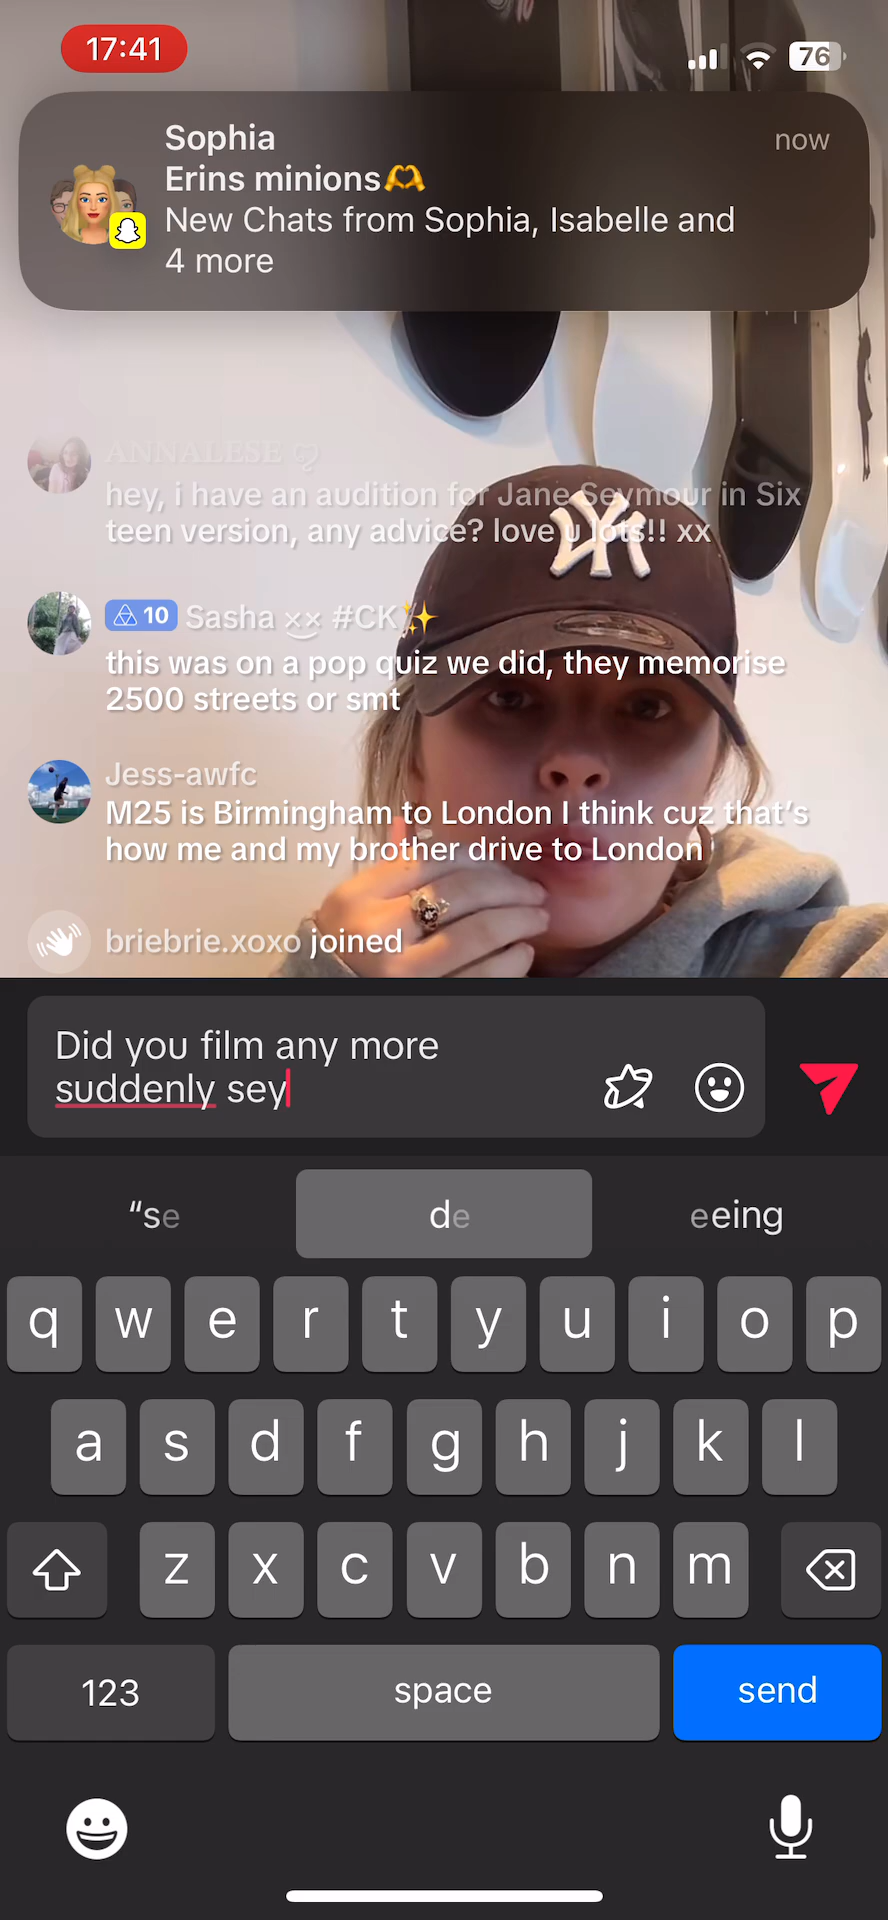 17:41
76
Sophia
now
Erins minions🫶
New Chats from Sophia, Isabelle and
4 more
ANNALESE ღ
hey, i have an audition for Jane Seymour in Six
teen version, any advice? love u lots!! xx
NY
10 Sasha x͜x #CK✨
this was on a pop quiz we did, they memorise
2500 streets or smt
Jess-awfc
M25 is Birmingham to London I think cuz that's
how me and my brother drive to London
briebrie.xoxo joined
Did you film any more
suddenly sey
“se
de
eeing
q w e r t y u i o p
a s d f g h j k l
z x c v b n m
123
space
send